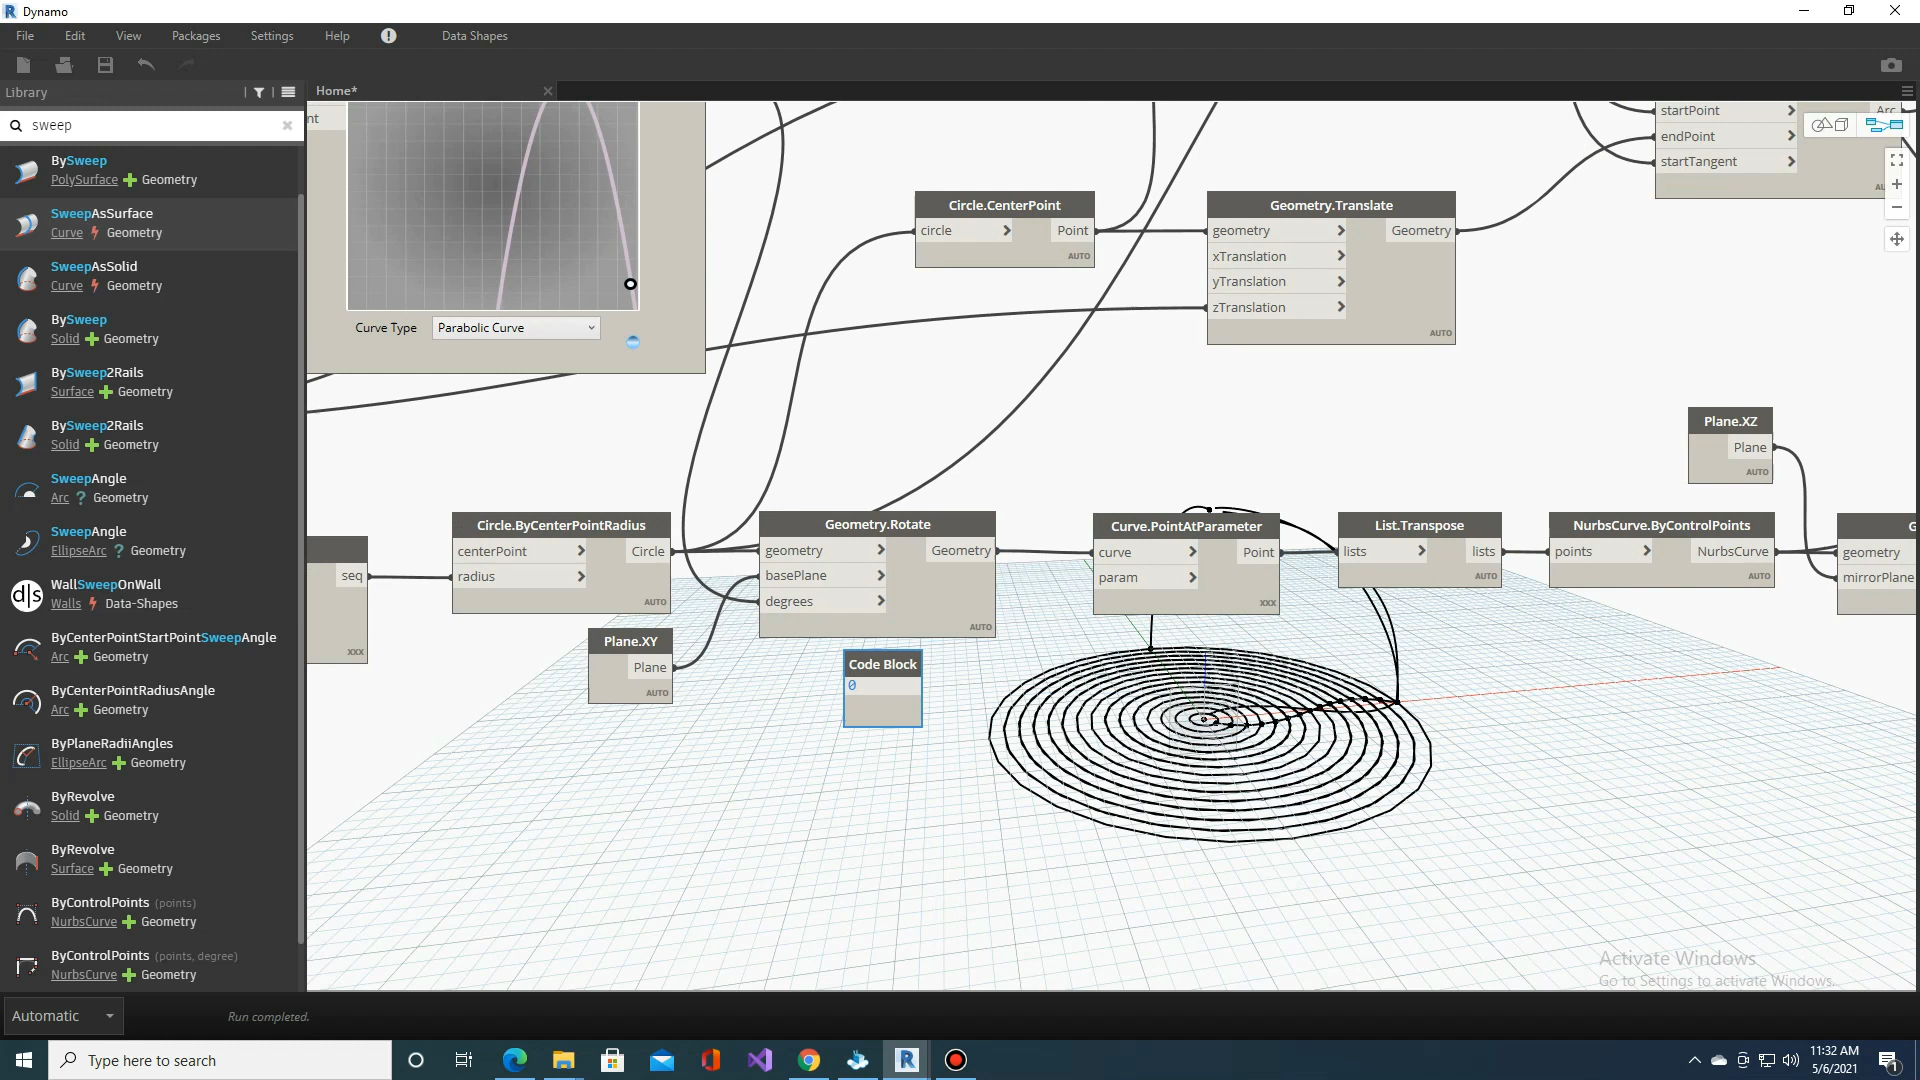 Dynamo
File Edit View Packages Settings Help Data Shapes
Library
Home*
sweep
BySweep
PolySurface Geometry
SweepAsSurface
Curve Geometry
SweepAsSolid
Curve Geometry
BySweep
Solid Geometry
BySweep2Rails
Surface Geometry
BySweep2Rails
Solid Geometry
SweepAngle
Arc ? Geometry
SweepAngle
EllipseArc ? Geometry
d|s
WallSweepOnWall
Walls Data-Shapes
ByCenterPointStartPointSweepAngle
Arc Geometry
ByCenterPointRadiusAngle
Arc Geometry
ByPlaneRadiiAngles
EllipseArc Geometry
ByRevolve
Solid Geometry
ByRevolve
Surface Geometry
ByControlPoints (points)
NurbsCurve Geometry
ByControlPoints (points, degree)
NurbsCurve Geometry
nt
Curve Type Parabolic Curve
Circle.CenterPoint
circle > Point
AUTO
Geometry.Translate
geometry > Geometry
xTranslation >
yTranslation >
zTranslation >
AUTO
startPoint > Arc
endPoint >
startTangent >
AU
Plane.XZ
Plane
AUTO
seq
xxx
Circle.ByCenterPointRadius
centerPoint > Circle
radius >
AUTO
Plane.XY
Plane
AUTO
Geometry.Rotate
geometry > Geometry
basePlane >
degrees >
AUTO
Code Block
0
Curve.PointAtParameter
curve > Point
param >
XXX
List.Transpose
lists > lists
AUTO
NurbsCurve.ByControlPoints
points > NurbsCurve
AUTO
G
geometry
mirrorPlane
Activate Windows
Go to Settings to activate Windows.
Automatic
Run completed.
Type here to search
11:32 AM
5/6/2021
1